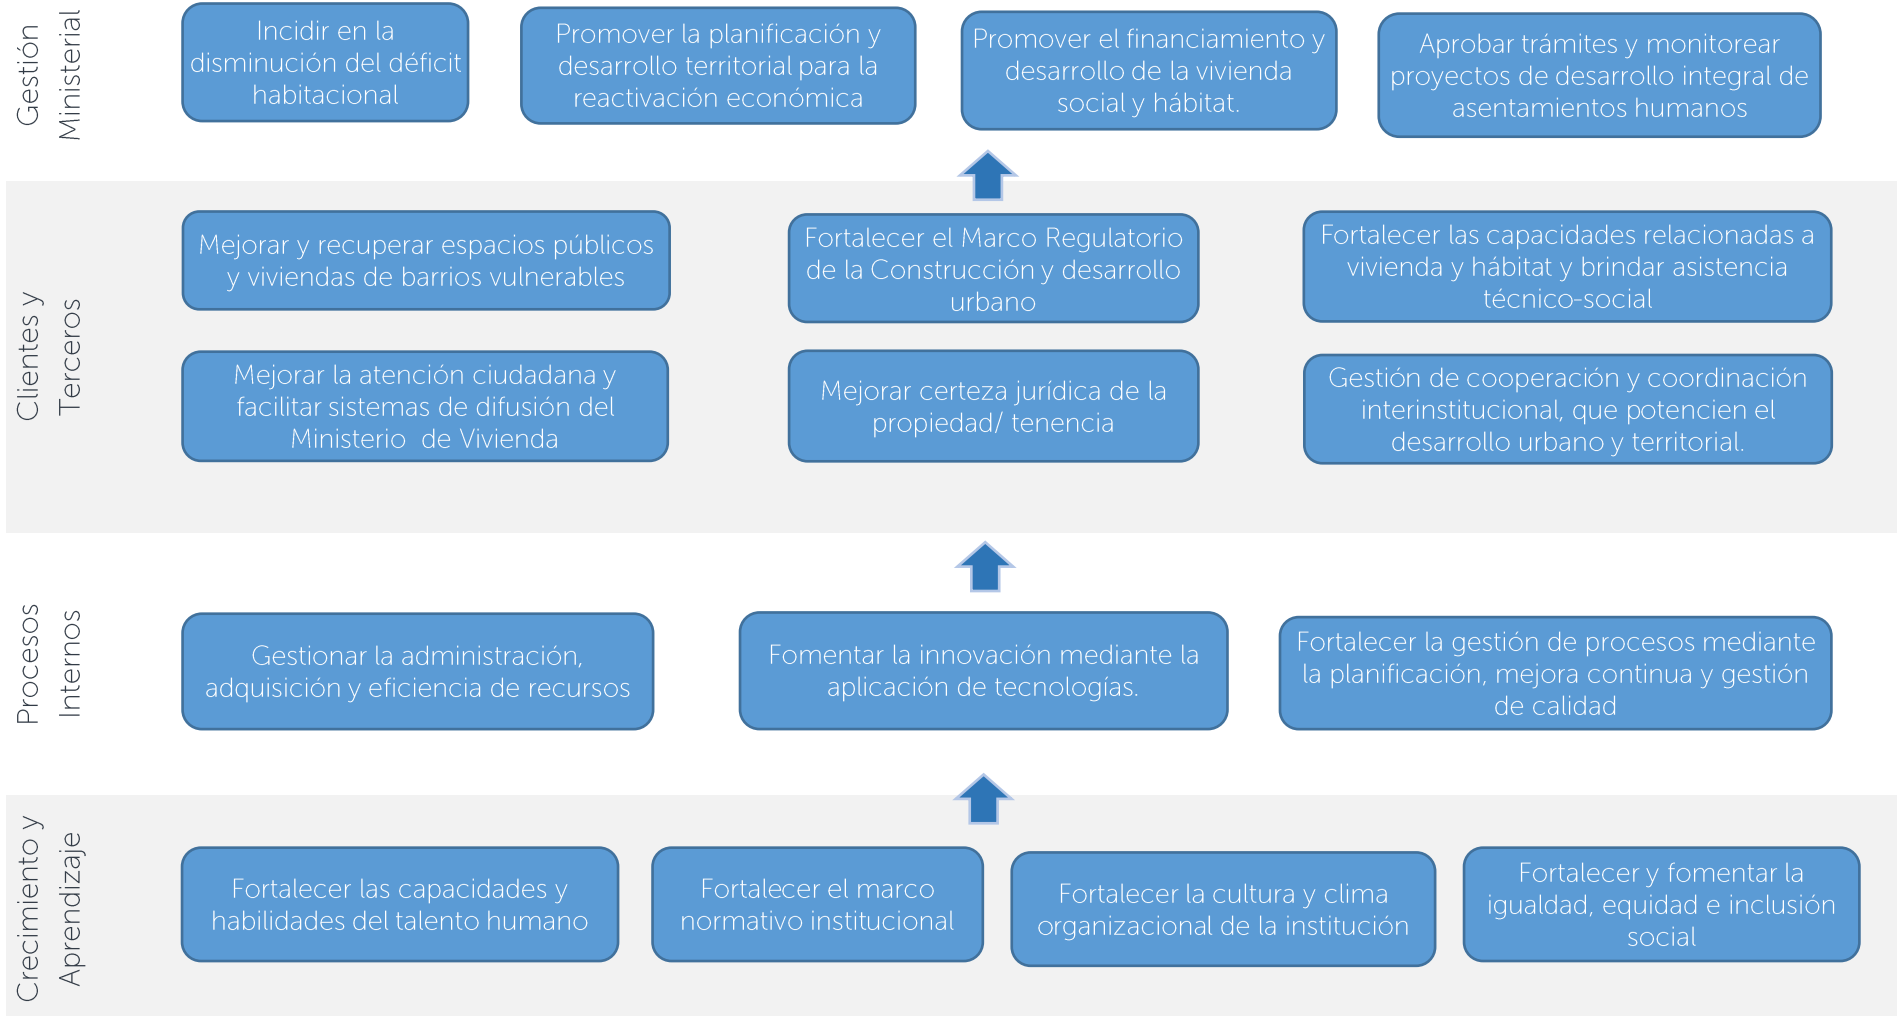 Gestión
Ministerial
Incidir en la
disminución del déficit
habitacional
Promover la planificación y
desarrollo territorial para la
reactivación económica
Promover el financiamiento y
desarrollo de la vivienda
social y hábitat.
Aprobar trámites y monitorear
proyectos de desarrollo integral de
asentamientos humanos
Clientes y
Terceros
Mejorar y recuperar espacios públicos
y viviendas de barrios vulnerables
Fortalecer el Marco Regulatorio
de la Construcción y desarrollo
urbano
Fortalecer las capacidades relacionadas a
vivienda y hábitat y brindar asistencia
técnico-social
Mejorar la atención ciudadana y
facilitar sistemas de difusión del
Ministerio de Vivienda
Mejorar certeza jurídica de la
propiedad/ tenencia
Gestión de cooperación y coordinación
interinstitucional, que potencien el
desarrollo urbano y territorial.
Procesos
Internos
Gestionar la administración,
adquisición y eficiencia de recursos
Fomentar la innovación mediante la
aplicación de tecnologías.
Fortalecer la gestión de procesos mediante
la planificación, mejora continua y gestión
de calidad
Crecimiento y
Aprendizaje
Fortalecer las capacidades y
habilidades del talento humano
Fortalecer el marco
normativo institucional
Fortalecer la cultura y clima
organizacional de la institución
Fortalecer y fomentar la
igualdad, equidad e inclusión
social